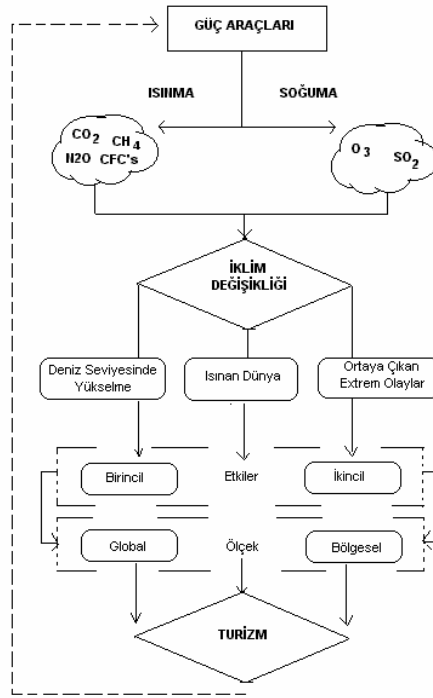 GÜÇ ARAÇLARI
ISINMA
SOĞUMA
CO2 CH4
N2O CFC's
O3 SO2
İKLİM
DEĞİŞİKLİĞİ
Deniz Seviyesinde
Yükselme
Isınan Dünya
Ortaya Çıkan
Extrem Olaylar
Birincil
Etkiler
İkincil
Global
Ölçek
Bölgesel
TURİZM